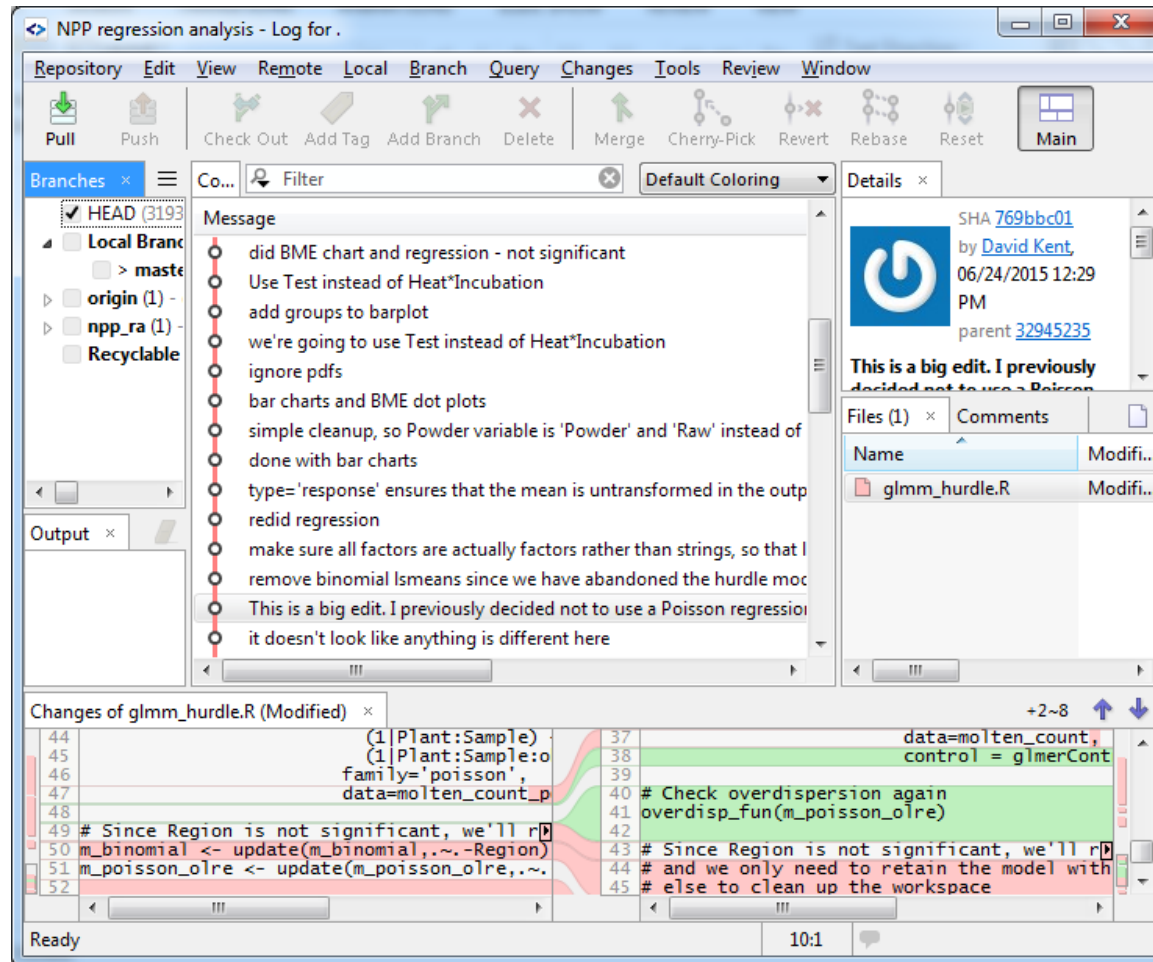 NPP regression analysis - Log for .
Repository Edit View Remote Local Branch Query Changes Tools Review Window
Pull Push Check Out Add Tag Add Branch Delete Merge Cherry-Pick Revert Rebase Reset Main
Branches
HEAD (3193
Local Branc
> maste
origin (1) -
npp_ra (1) -
Recyclable
Output
Co... Filter Default Coloring
Message
did BME chart and regression - not significant
Use Test instead of Heat*Incubation
add groups to barplot
we're going to use Test instead of Heat*Incubation
ignore pdfs
bar charts and BME dot plots
simple cleanup, so Powder variable is 'Powder' and 'Raw' instead of
done with bar charts
type='response' ensures that the mean is untransformed in the outp
redid regression
make sure all factors are actually factors rather than strings, so that l
remove binomial lsmeans since we have abandoned the hurdle moc
This is a big edit. I previously decided not to use a Poisson regression
it doesn't look like anything is different here
Details
SHA 769bbc01
by David Kent,
06/24/2015 12:29
PM
parent 32945235
This is a big edit. I previously
decided not to use a Poisson
Files (1) Comments
Name Modifi...
glmm_hurdle.R Modifi...
Changes of glmm_hurdle.R (Modified) +2~8
44 (1|Plant:Sample)
45 (1|Plant:Sample:o
46 family='poisson',
47 data=molten_count_p
48
49 # Since Region is not significant, we'll r
50 m_binomial <- update(m_binomial,.~.-Region)
51 m_poisson_olre <- update(m_poisson_olre,.~.
52
37 data=molten_count,
38 control = glmerCont
39
40 # Check overdispersion again
41 overdisp_fun(m_poisson_olre)
42
43 # Since Region is not significant, we'll r
44 # and we only need to retain the model with
45 # else to clean up the workspace
Ready 10:1